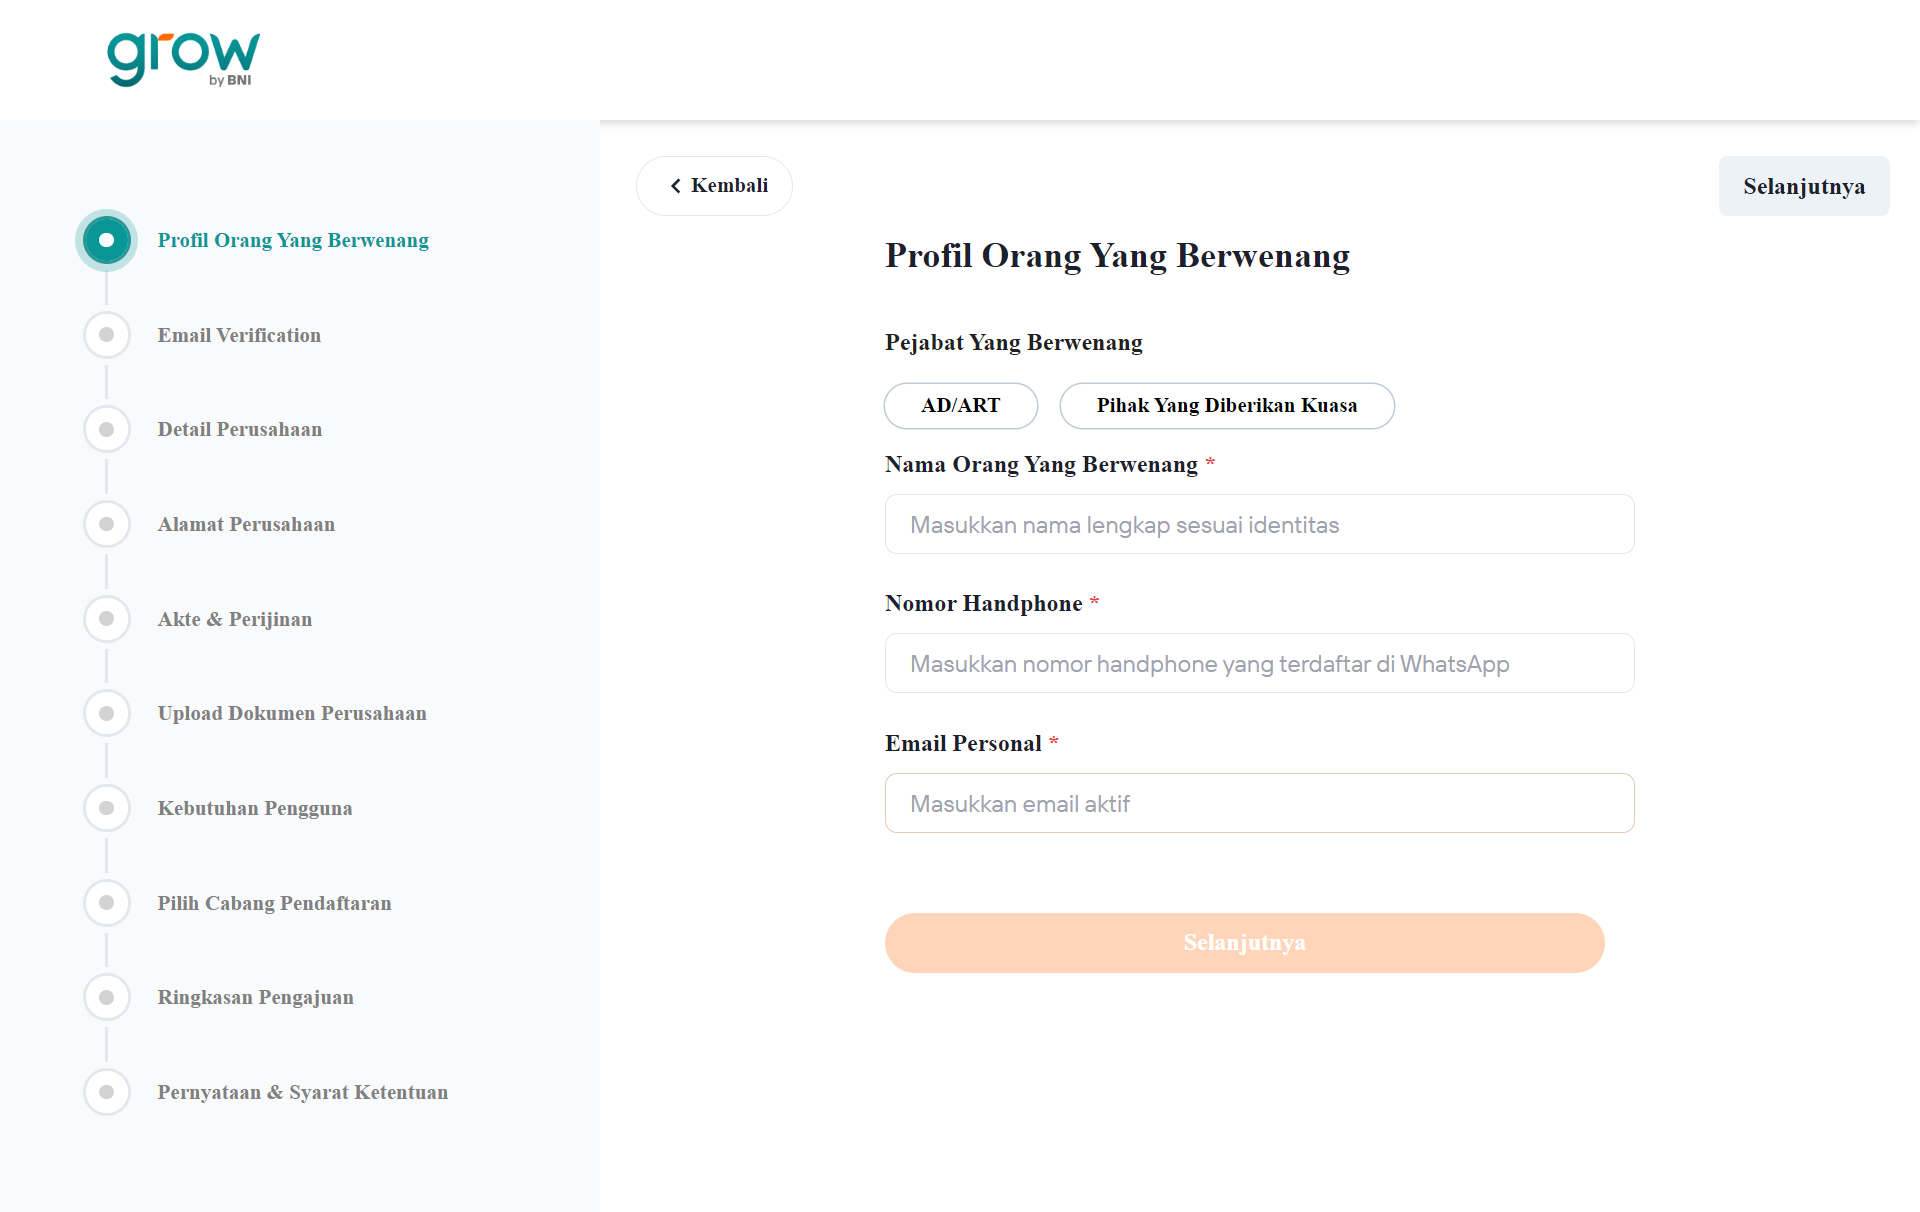 grow
by BNI
Kembali
Selanjutnya
Profil Orang Yang Berwenang
Email Verification
Detail Perusahaan
Alamat Perusahaan
Akte & Perijinan
Upload Dokumen Perusahaan
Kebutuhan Pengguna
Pilih Cabang Pendaftaran
Ringkasan Pengajuan
Pernyataan & Syarat Ketentuan
Profil Orang Yang Berwenang
Pejabat Yang Berwenang
AD/ART
Pihak Yang Diberikan Kuasa
Nama Orang Yang Berwenang *
Masukkan nama lengkap sesuai identitas
Nomor Handphone *
Masukkan nomor handphone yang terdaftar di WhatsApp
Email Personal *
Masukkan email aktif
Selanjutnya